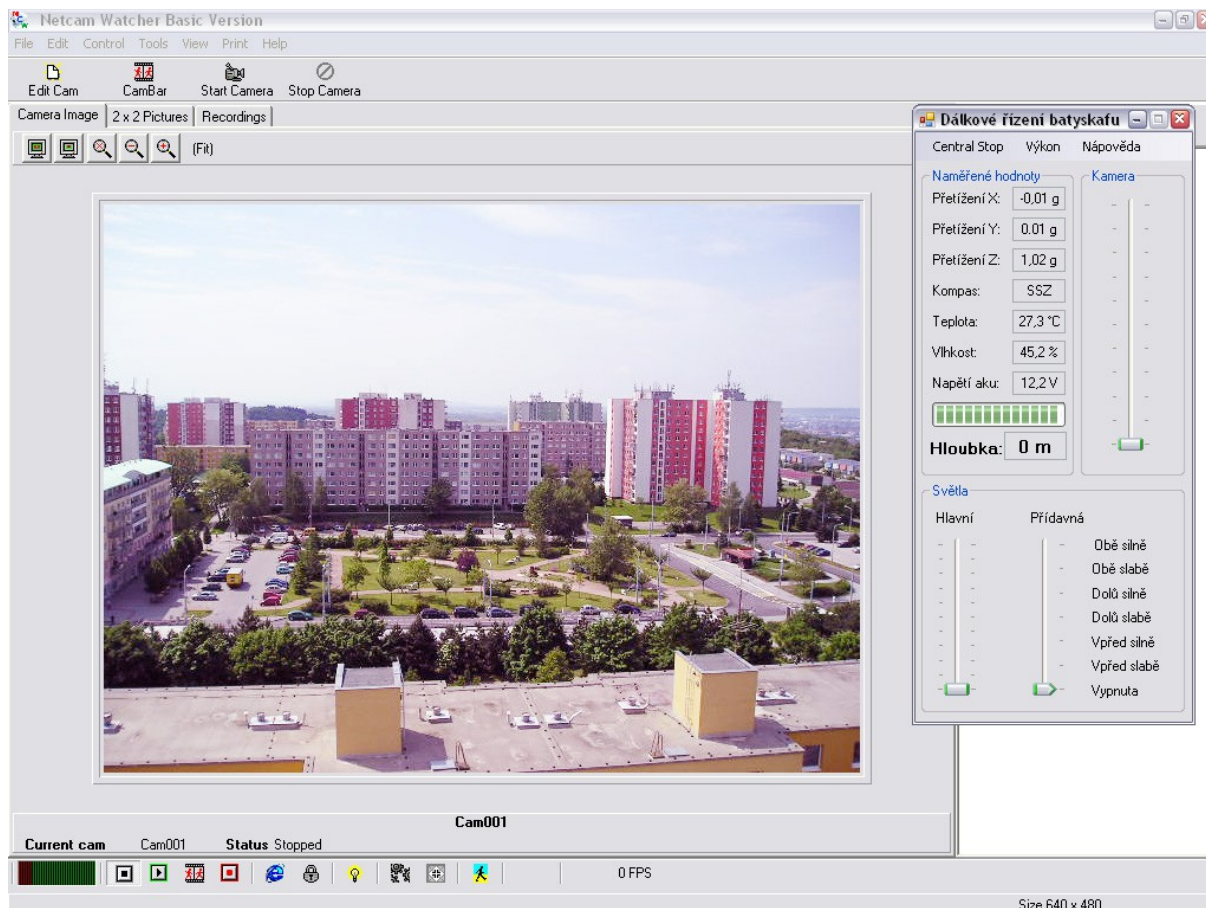 Netcam Watcher Basic Version
File Edit Control Tools View Print Help
Edit Cam CamBar Start Camera Stop Camera
Camera Image 2 x 2 Pictures Recordings
(Fit)
Dálkové řízení batyskafu
Central Stop Výkon Nápověda
Naměřené hodnoty
Přetížení X: -0,01 g
Přetížení Y: 0.01 g
Přetížení Z: 1,02 g
Kompas: SSZ
Teplota: 27,3 °C
Vlhkost: 45,2 %
Napětí aku: 12,2 V
Hloubka: 0 m
Kamera
Světla
Hlavní Přídavná
Obě silně
Obě slabě
Dolů silně
Dolů slabě
Vpřed silně
Vpřed slabě
Vypnuta
Cam001
Current cam Cam001 Status Stopped
0 FPS
Size 640 x 480